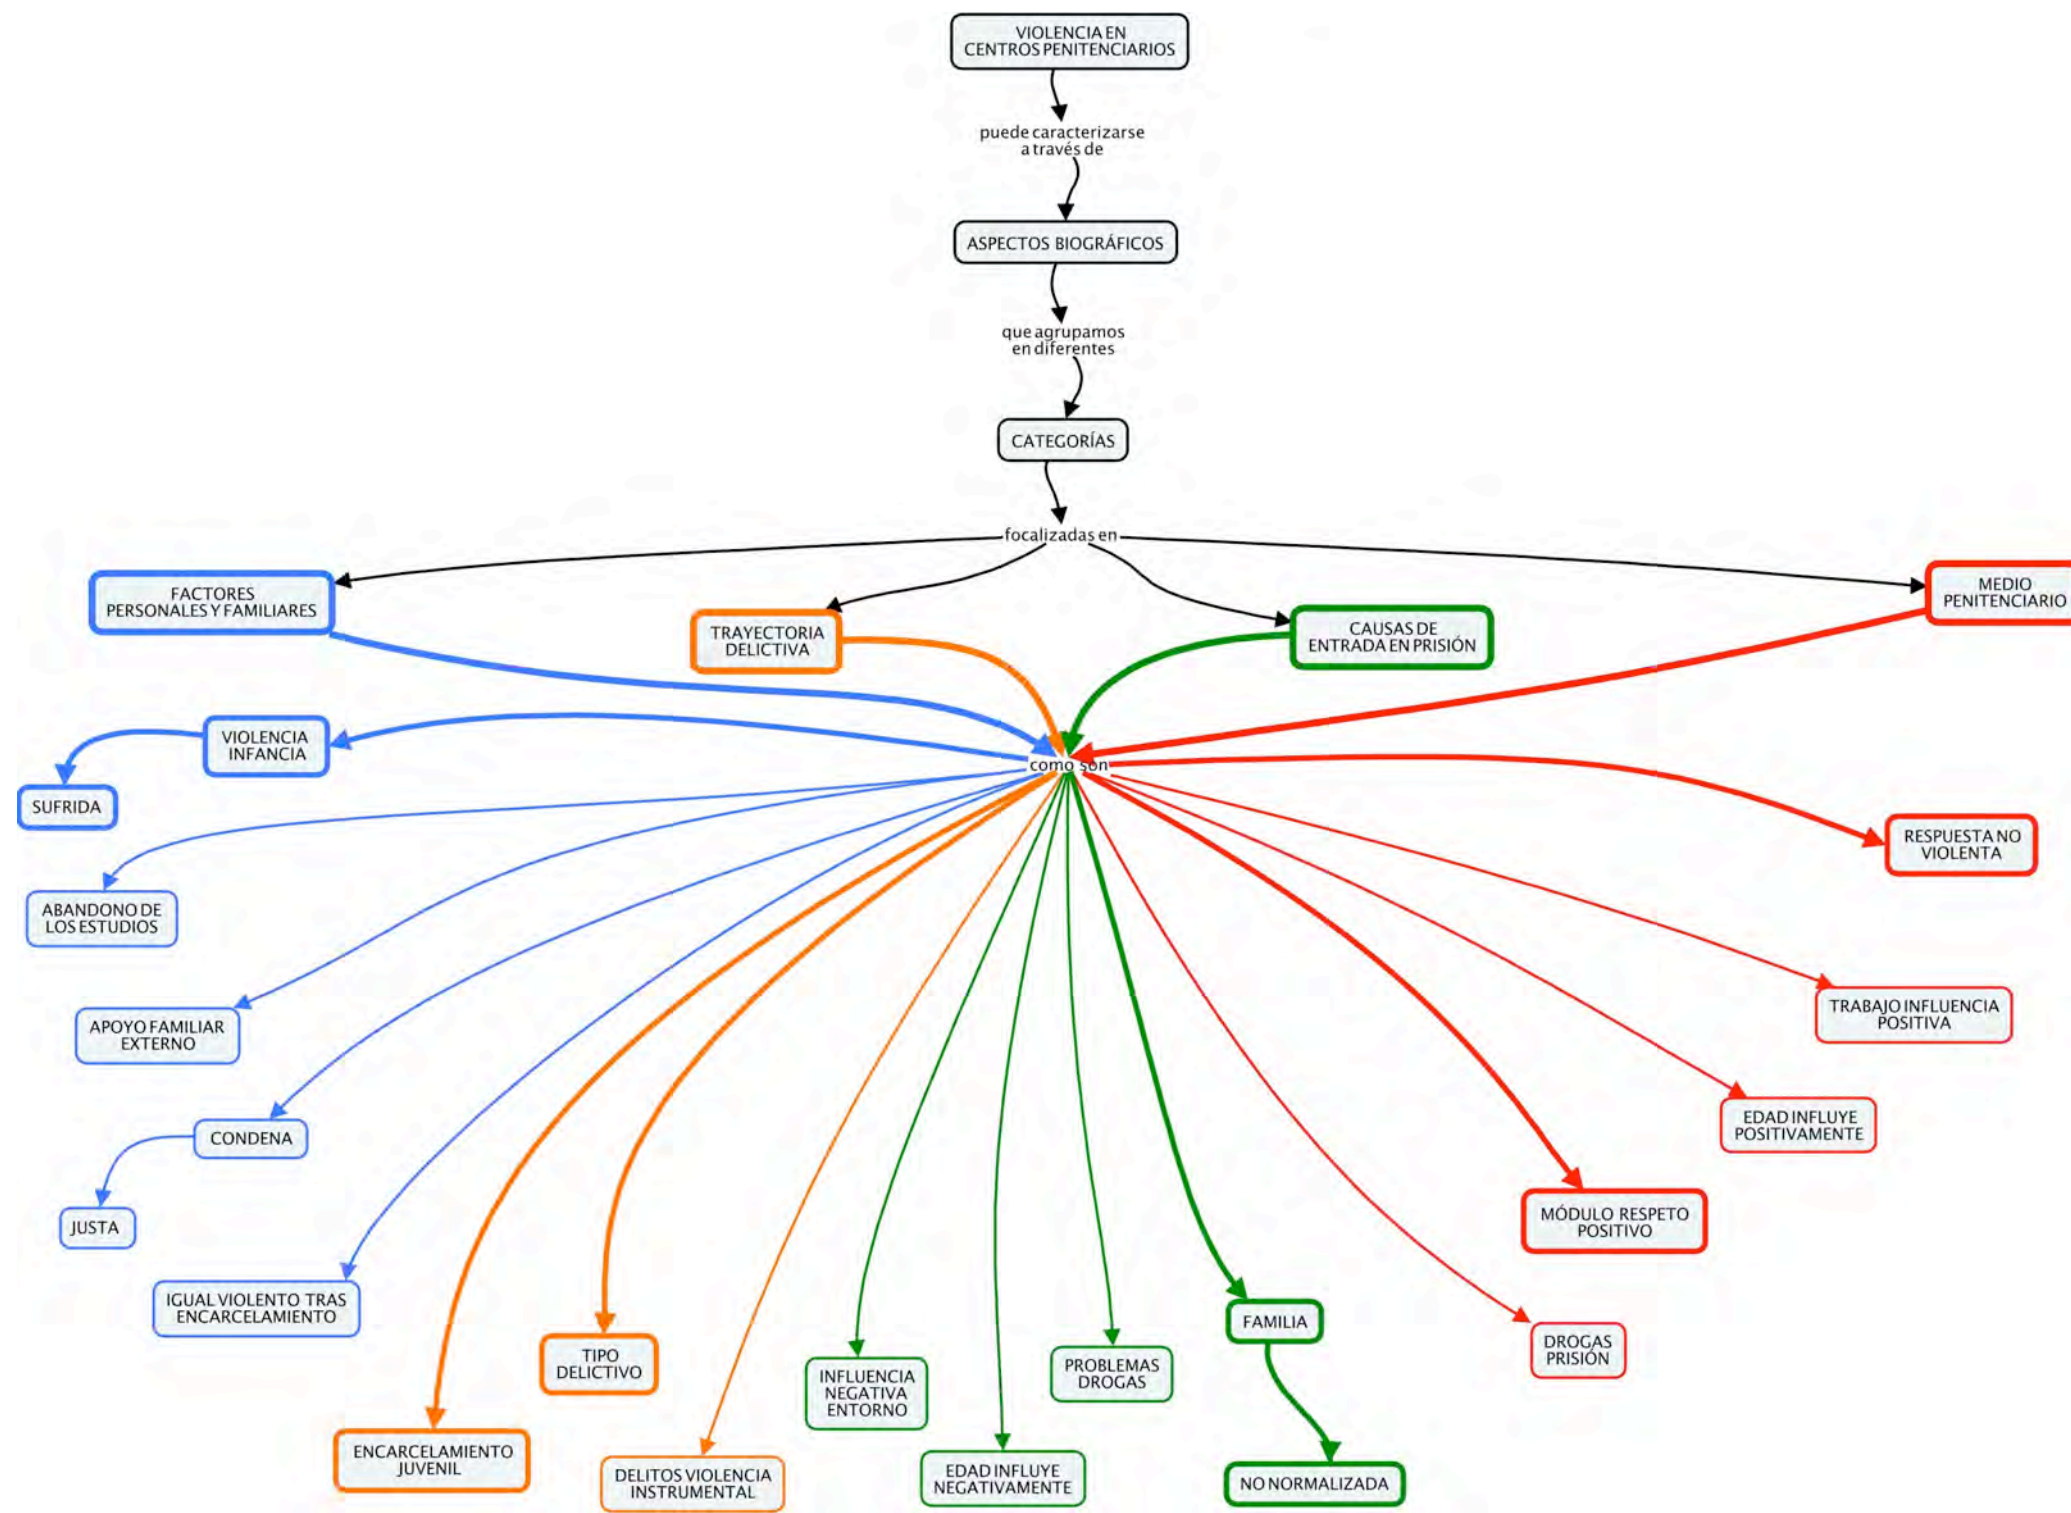 VIOLENCIA EN
CENTROS PENITENCIARIOS
puede caracterizarse
a través de
ASPECTOS BIOGRÁFICOS
que agrupamos
en diferentes
CATEGORÍAS
focalizadas en
FACTORES
PERSONALES Y FAMILIARES
TRAYECTORIA
DELICTIVA
CAUSAS DE
ENTRADA EN PRISIÓN
MEDIO
PENITENCIARIO
como son
VIOLENCIA
INFANCIA
SUFRIDA
ABANDONO DE
LOS ESTUDIOS
APOYO FAMILIAR
EXTERNO
CONDENA
JUSTA
IGUAL VIOLENTO TRAS
ENCARCELAMIENTO
ENCARCELAMIENTO
JUVENIL
TIPO
DELICTIVO
DELITOS VIOLENCIA
INSTRUMENTAL
INFLUENCIA
NEGATIVA
ENTORNO
EDAD INFLUYE
NEGATIVAMENTE
PROBLEMAS
DROGAS
FAMILIA
NO NORMALIZADA
DROGAS
PRISIÓN
MÓDULO RESPETO
POSITIVO
EDAD INFLUYE
POSITIVAMENTE
TRABAJO INFLUENCIA
POSITIVA
RESPUESTA NO
VIOLENTA